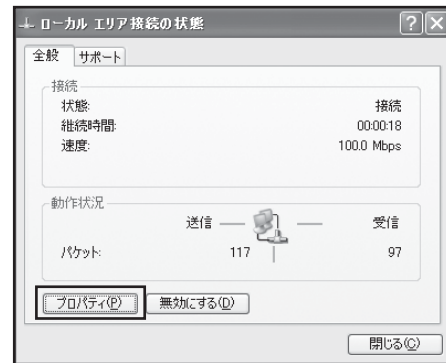 ローカル エリア接続の状態
全般 サポート
接続
状態: 接続
継続時間: 00:00:18
速度: 100.0 Mbps
動作状況
送信 受信
パケット: 117 97
プロパティ(P) 無効にする(D)
閉じる(C)